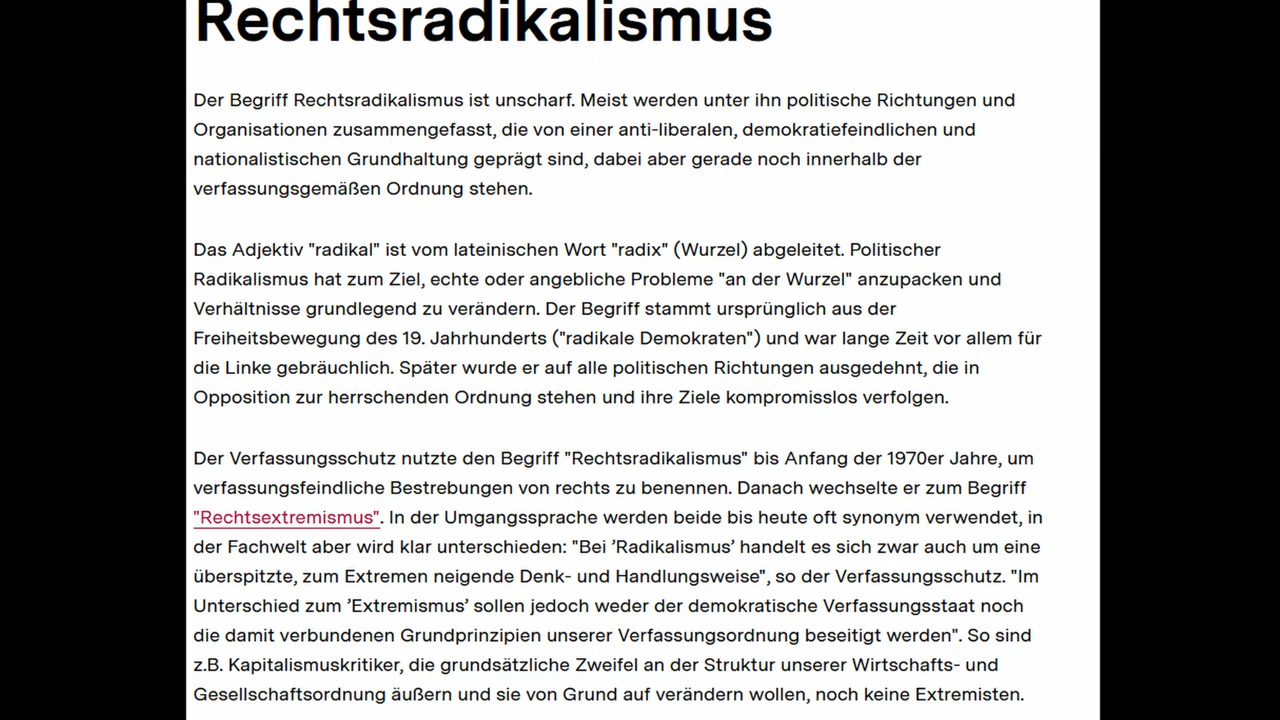 Rechtsradikalismus
Der Begriff Rechtsradikalismus ist unscharf. Meist werden unter ihn politische Richtungen und
Organisationen zusammengefasst, die von einer anti-liberalen, demokratiefeindlichen und
nationalistischen Grundhaltung geprägt sind, dabei aber gerade noch innerhalb der
verfassungsgemäßen Ordnung stehen.
Das Adjektiv "radikal" ist vom lateinischen Wort "radix" (Wurzel) abgeleitet. Politischer
Radikalismus hat zum Ziel, echte oder angebliche Probleme "an der Wurzel" anzupacken und
Verhältnisse grundlegend zu verändern. Der Begriff stammt ursprünglich aus der
Freiheitsbewegung des 19. Jahrhunderts ("radikale Demokraten") und war lange Zeit vor allem für
die Linke gebräuchlich. Später wurde er auf alle politischen Richtungen ausgedehnt, die in
Opposition zur herrschenden Ordnung stehen und ihre Ziele kompromisslos verfolgen.
Der Verfassungsschutz nutzte den Begriff "Rechtsradikalismus" bis Anfang der 1970er Jahre, um
verfassungsfeindliche Bestrebungen von rechts zu benennen. Danach wechselte er zum Begriff
"Rechtsextremismus". In der Umgangssprache werden beide bis heute oft synonym verwendet, in
der Fachwelt aber wird klar unterschieden: "Bei ’Radikalismus’ handelt es sich zwar auch um eine
überspitzte, zum Extremen neigende Denk- und Handlungsweise", so der Verfassungsschutz. "Im
Unterschied zum ’Extremismus’ sollen jedoch weder der demokratische Verfassungsstaat noch
die damit verbundenen Grundprinzipien unserer Verfassungsordnung beseitigt werden". So sind
z.B. Kapitalismuskritiker, die grundsätzliche Zweifel an der Struktur unserer Wirtschafts- und
Gesellschaftsordnung äußern und sie von Grund auf verändern wollen, noch keine Extremisten.